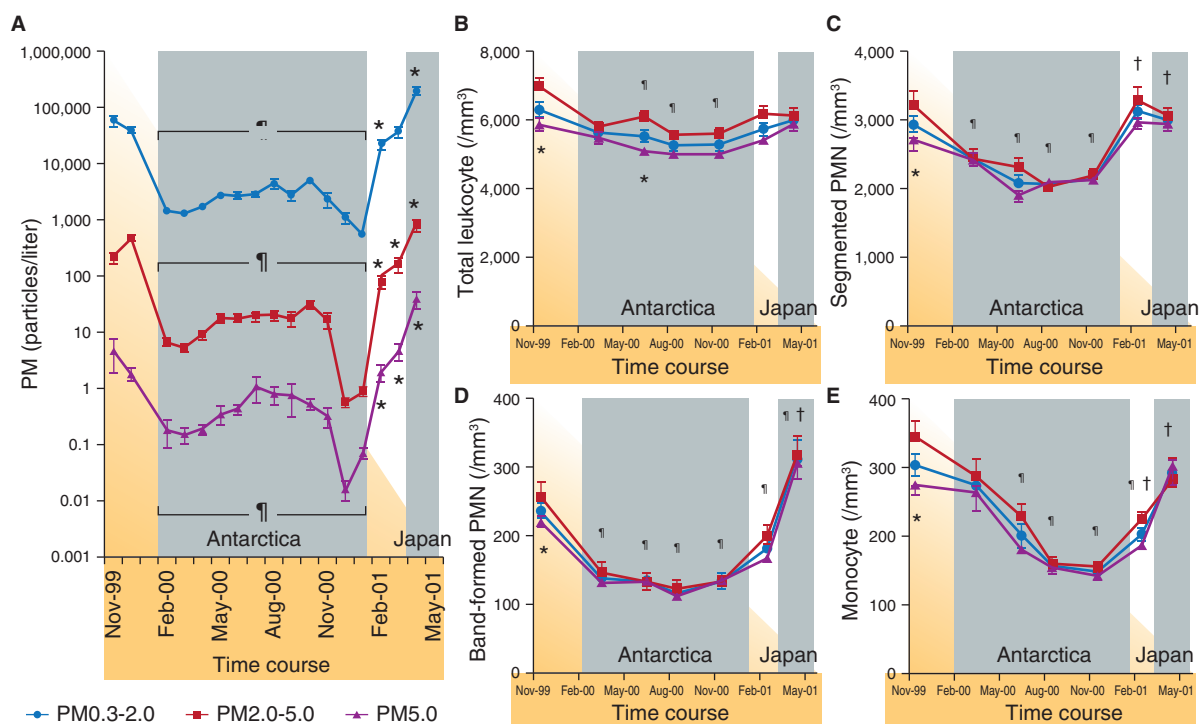 A
PM (particles/liter)
1,000,000
100,000
10,000
1,000
100
10
1
0.1
0.01
0.001
¶
¶
¶
* * *
* * *
* * *
Antarctica
Japan
Nov-99 Feb-00 May-00 Aug-00 Nov-00 Feb-01 May-01
Time course
B
Total leukocyte (/mm³)
8,000
6,000
4,000
2,000
0
¶ ¶ ¶
* *
Antarctica
Japan
Nov-99 Feb-00 May-00 Aug-00 Nov-00 Feb-01 May-01
Time course
C
Segmented PMN (/mm³)
4,000
3,000
2,000
1,000
0
† †
¶ ¶ ¶ ¶
*
Antarctica
Japan
Nov-99 Feb-00 May-00 Aug-00 Nov-00 Feb-01 May-01
Time course
D
Band-formed PMN (/mm³)
400
300
200
100
0
¶ †
¶ ¶ ¶ ¶ ¶
*
Antarctica
Japan
Nov-99 Feb-00 May-00 Aug-00 Nov-00 Feb-01 May-01
Time course
E
Monocyte (/mm³)
400
300
200
100
0
†
¶ ¶ ¶ ¶ †
*
Antarctica
Japan
Nov-99 Feb-00 May-00 Aug-00 Nov-00 Feb-01 May-01
Time course
PM0.3-2.0 PM2.0-5.0 PM5.0